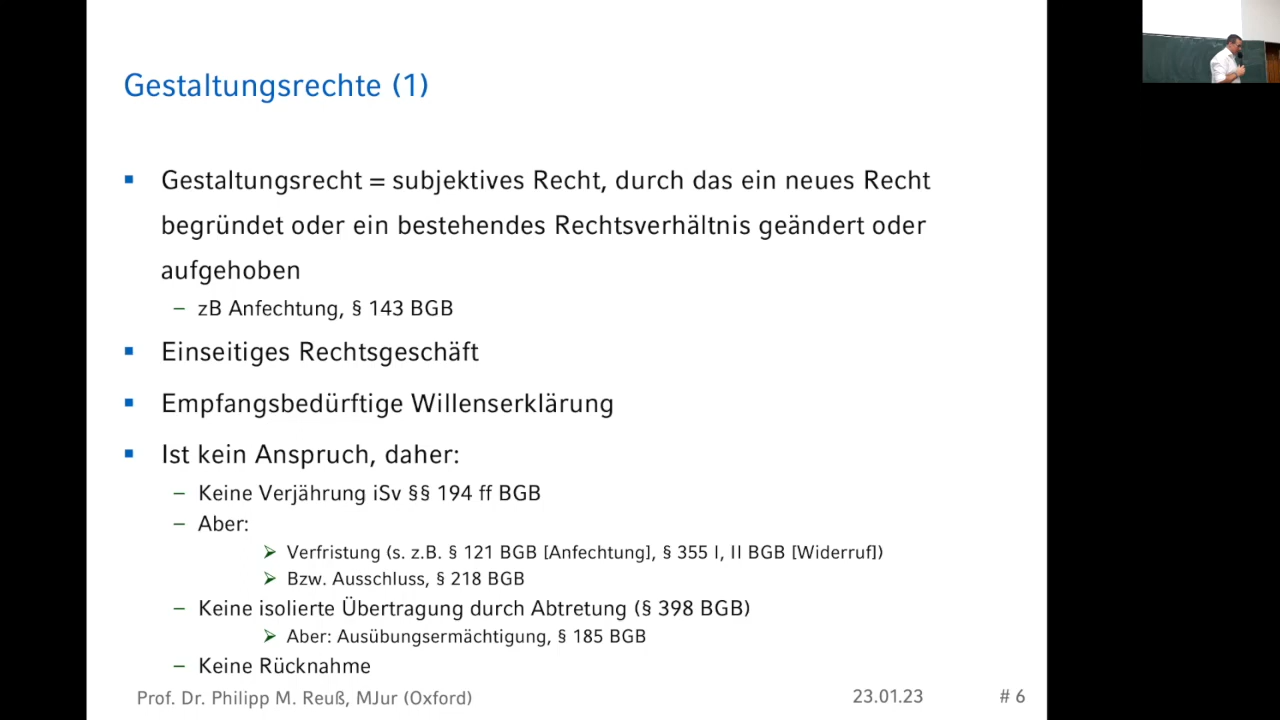 Gestaltungsrechte (1)
▪ Gestaltungsrecht = subjektives Recht, durch das ein neues Recht
begründet oder ein bestehendes Rechtsverhältnis geändert oder
aufgehoben
– zB Anfechtung, § 143 BGB
▪ Einseitiges Rechtsgeschäft
▪ Empfangsbedürftige Willenserklärung
▪ Ist kein Anspruch, daher:
– Keine Verjährung iSv §§ 194 ff BGB
– Aber:
➢ Verfristung (s. z.B. § 121 BGB [Anfechtung], § 355 I, II BGB [Widerruf])
➢ Bzw. Ausschluss, § 218 BGB
– Keine isolierte Übertragung durch Abtretung (§ 398 BGB)
➢ Aber: Ausübungsermächtigung, § 185 BGB
– Keine Rücknahme
Prof. Dr. Philipp M. Reuß, MJur (Oxford) 23.01.23 # 6